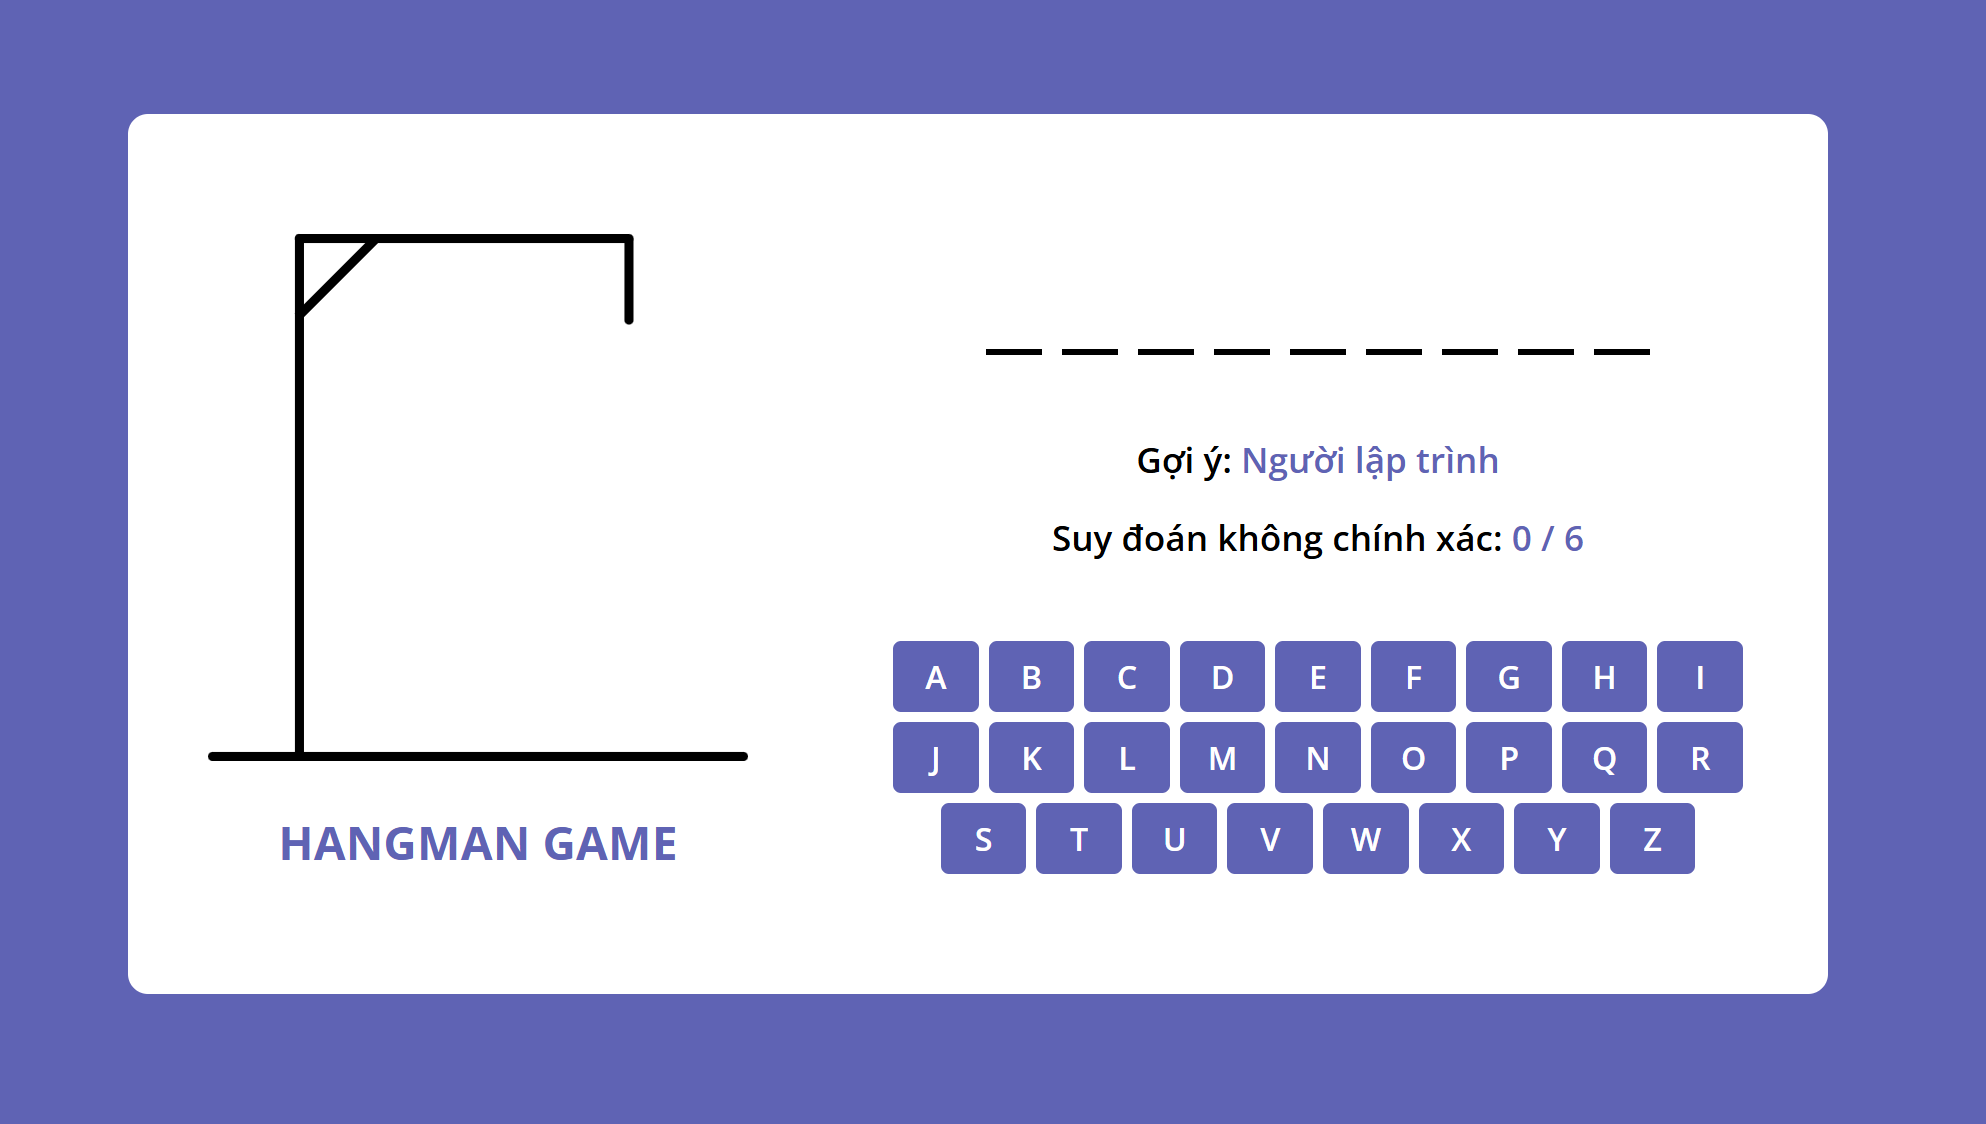 Gợi ý: Người lập trình
Suy đoán không chính xác: 0 / 6
A B C D E F G H I
J K L M N O P Q R
S T U V W X Y Z
HANGMAN GAME